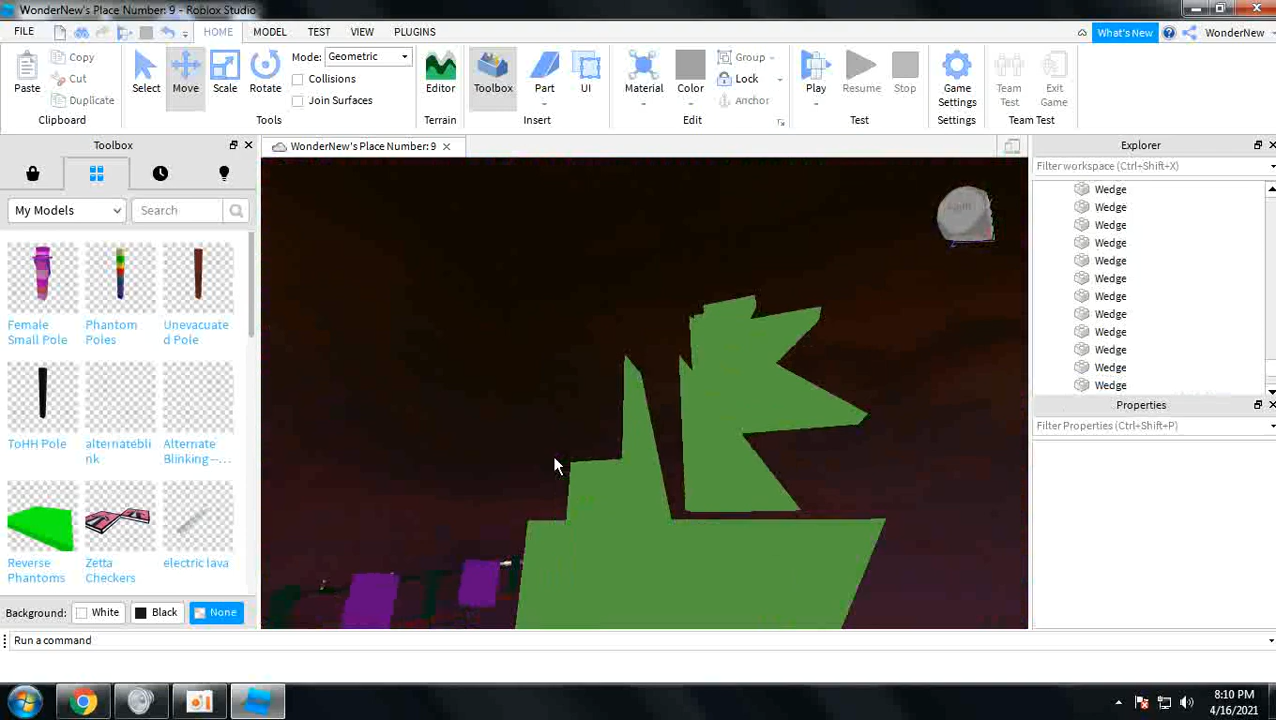 WonderNew's Place Number: 9 - Roblox Studio
FILE HOME MODEL TEST VIEW PLUGINS What's New WonderNew
Paste Copy Cut Duplicate Select Move Scale Rotate Mode: Geometric Collisions Join Surfaces Editor Toolbox Part UI Material Color Group Lock Anchor Play Resume Stop Game Settings Team Test Exit Game
Clipboard Tools Terrain Insert Edit Test Settings Team Test
Toolbox
WonderNew's Place Number: 9
Explorer
Filter workspace (Ctrl+Shift+X)
My Models Search
Wedge
Wedge
Wedge
Wedge
Wedge
Wedge
Wedge
Wedge
Wedge
Wedge
Wedge
Wedge
Female Small Pole
Phantom Poles
Unevacuate d Pole
ToHH Pole
alternatebli nk
Alternate Blinking--...
Reverse Phantoms
Zetta Checkers
electric lava
Properties
Filter Properties (Ctrl+Shift+P)
Background: White Black None
Run a command
8:10 PM
4/16/2021